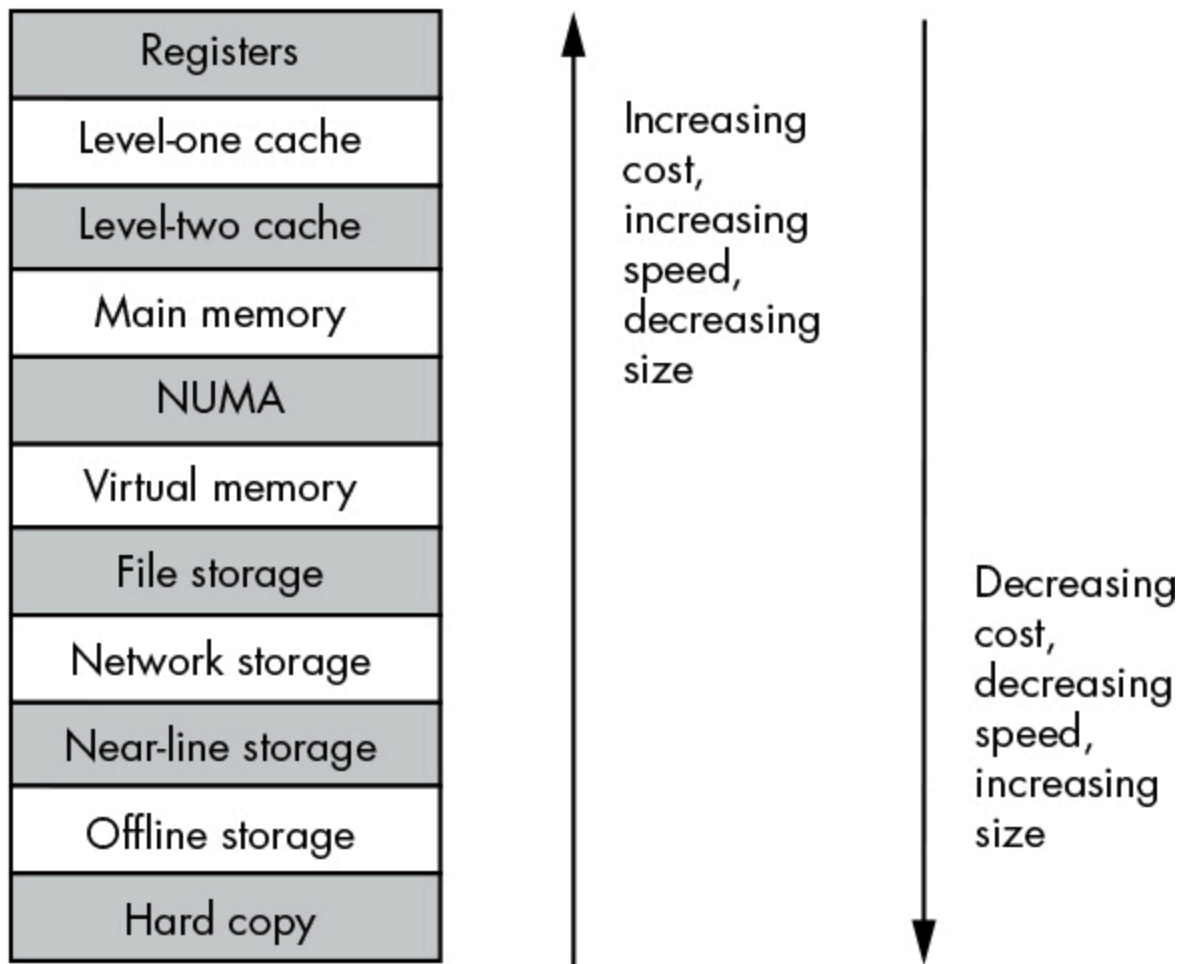 Registers
Level-one cache
Level-two cache
Main memory
NUMA
Virtual memory
File storage
Network storage
Near-line storage
Offline storage
Hard copy
Increasing
cost,
increasing
speed,
decreasing
size
Decreasing
cost,
decreasing
speed,
increasing
size